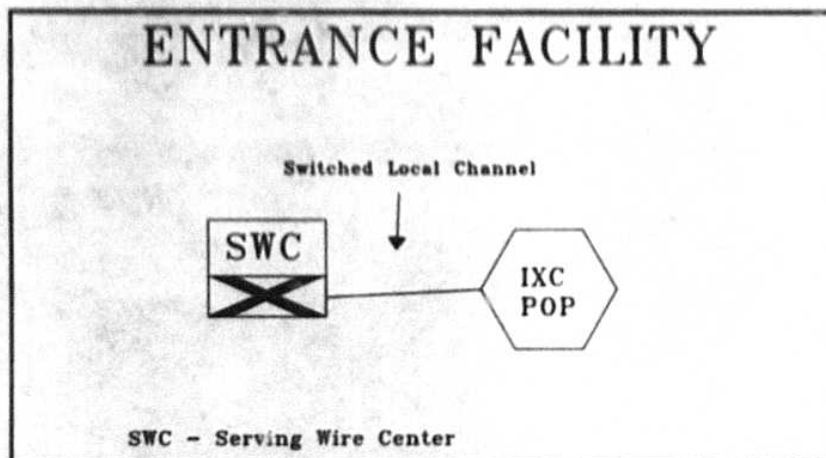 ENTRANCE FACILITY
Switched Local Channel
SWC
IXC
POP
SWC - Serving Wire Center